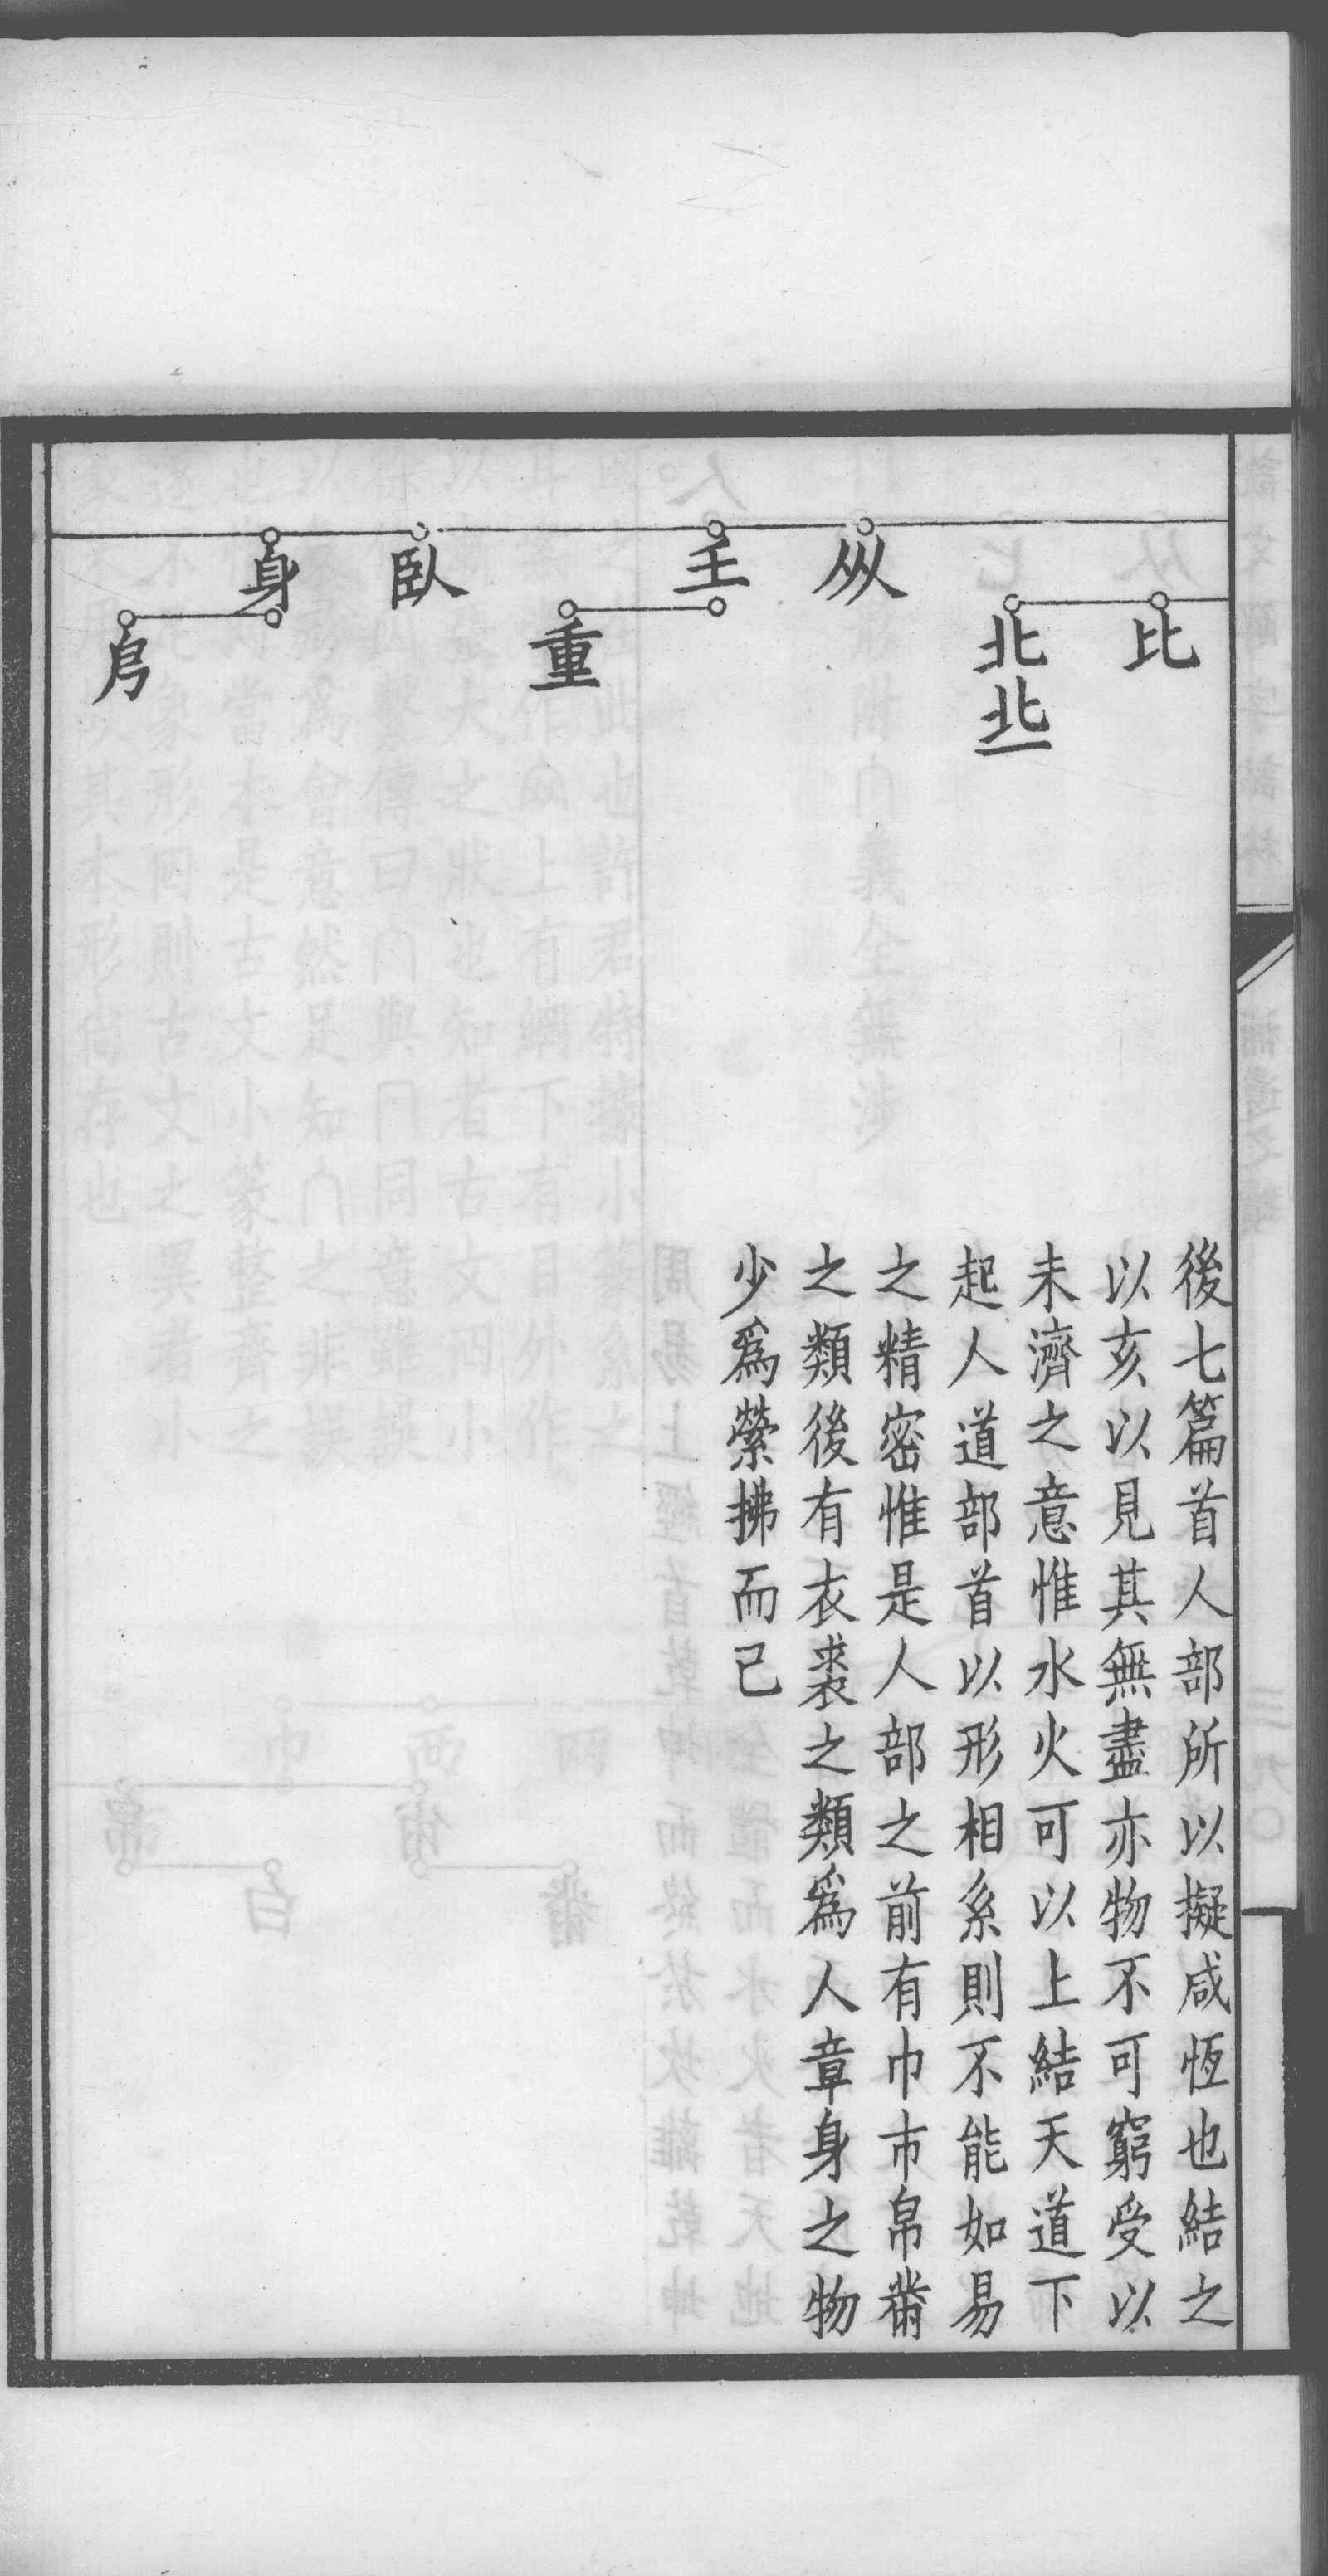 比
北
丠
㐺
𡈼
重
臥
身
㐆
後七篇首人部所以擬咸恆也結之
以亥以見其無盡亦物不可窮受以
未濟之意惟水火可以上結天道下
起人道部首以形相系則不能如易
之精密惟是人部之前有巾巿帛黹
之類後有衣裘之類爲人章身之物
少爲縈拂而已